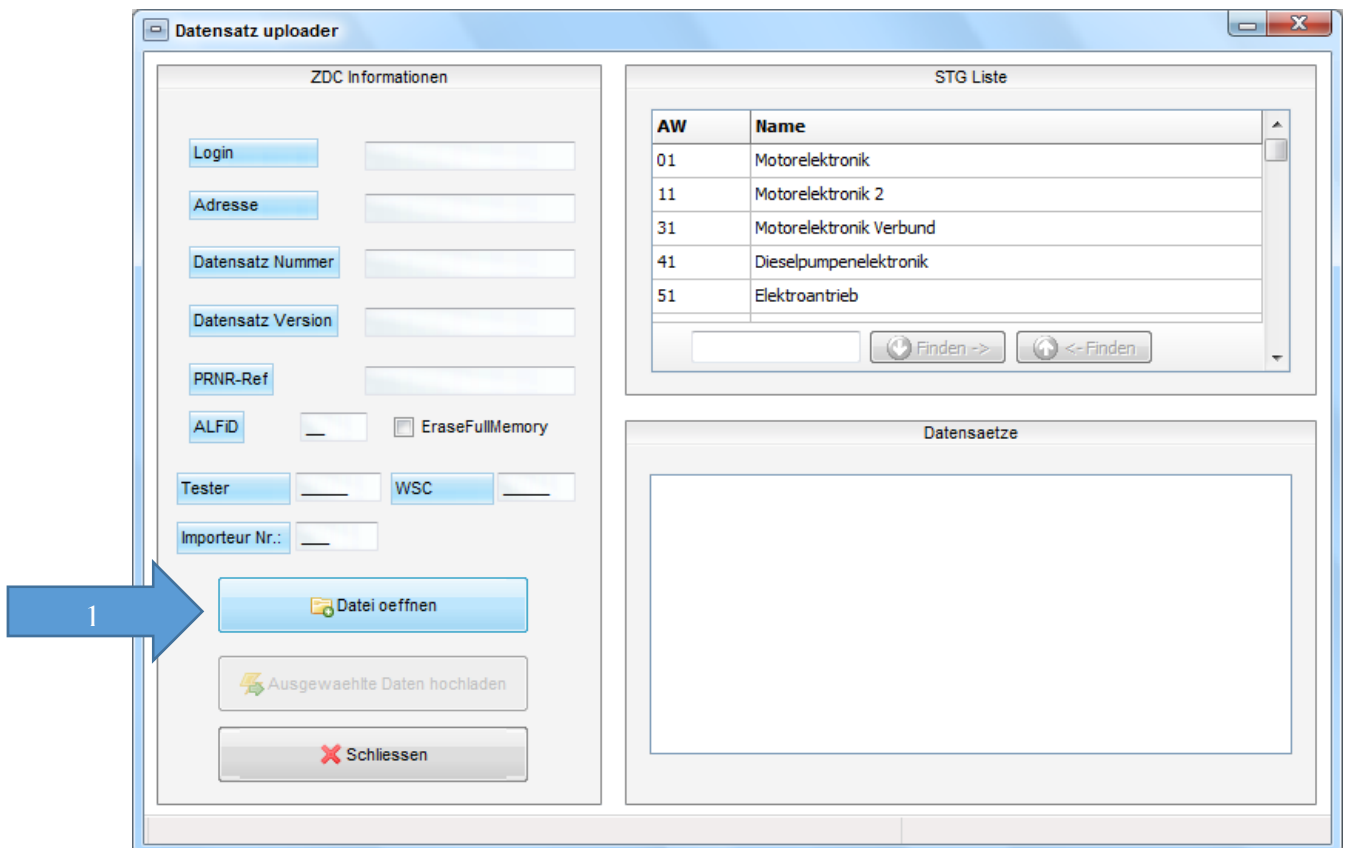 Datensatz uploader
ZDC Informationen
Login
Adresse
Datensatz Nummer
Datensatz Version
PRNR-Ref
ALFiD __ EraseFullMemory
Tester _____ WSC _____
Importeur Nr.: ___
1
Datei oeffnen
Ausgewaehlte Daten hochladen
Schliessen
STG Liste
AW Name
01 Motorelektronik
11 Motorelektronik 2
31 Motorelektronik Verbund
41 Dieselpumpenelektronik
51 Elektroantrieb
Finden -> <- Finden
Datensaetze